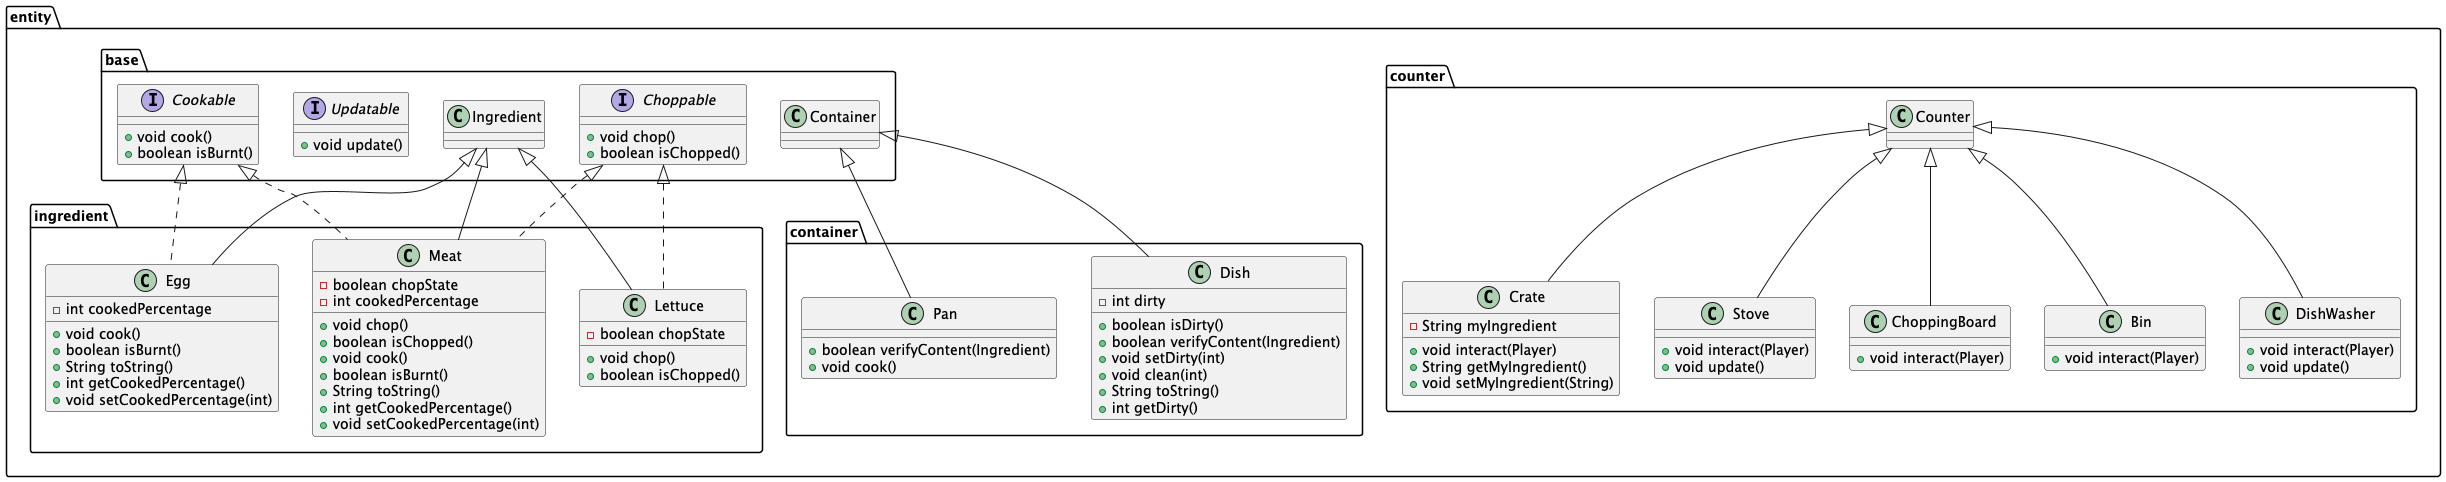 entity
base
I Cookable
void cook()
boolean isBurnt()
I Updatable
void update()
C Ingredient
I Choppable
void chop()
boolean isChopped()
C Container
ingredient
C Egg
int cookedPercentage
void cook()
boolean isBurnt()
String toString()
int getCookedPercentage()
void setCookedPercentage(int)
C Meat
boolean chopState
int cookedPercentage
void chop()
boolean isChopped()
void cook()
boolean isBurnt()
String toString()
int getCookedPercentage()
void setCookedPercentage(int)
C Lettuce
boolean chopState
void chop()
boolean isChopped()
container
C Pan
boolean verifyContent(Ingredient)
void cook()
C Dish
int dirty
boolean isDirty()
boolean verifyContent(Ingredient)
void setDirty(int)
void clean(int)
String toString()
int getDirty()
counter
C Counter
C Crate
String myIngredient
void interact(Player)
String getMyIngredient()
void setMyIngredient(String)
C Stove
void interact(Player)
void update()
C ChoppingBoard
void interact(Player)
C Bin
void interact(Player)
C DishWasher
void interact(Player)
void update()